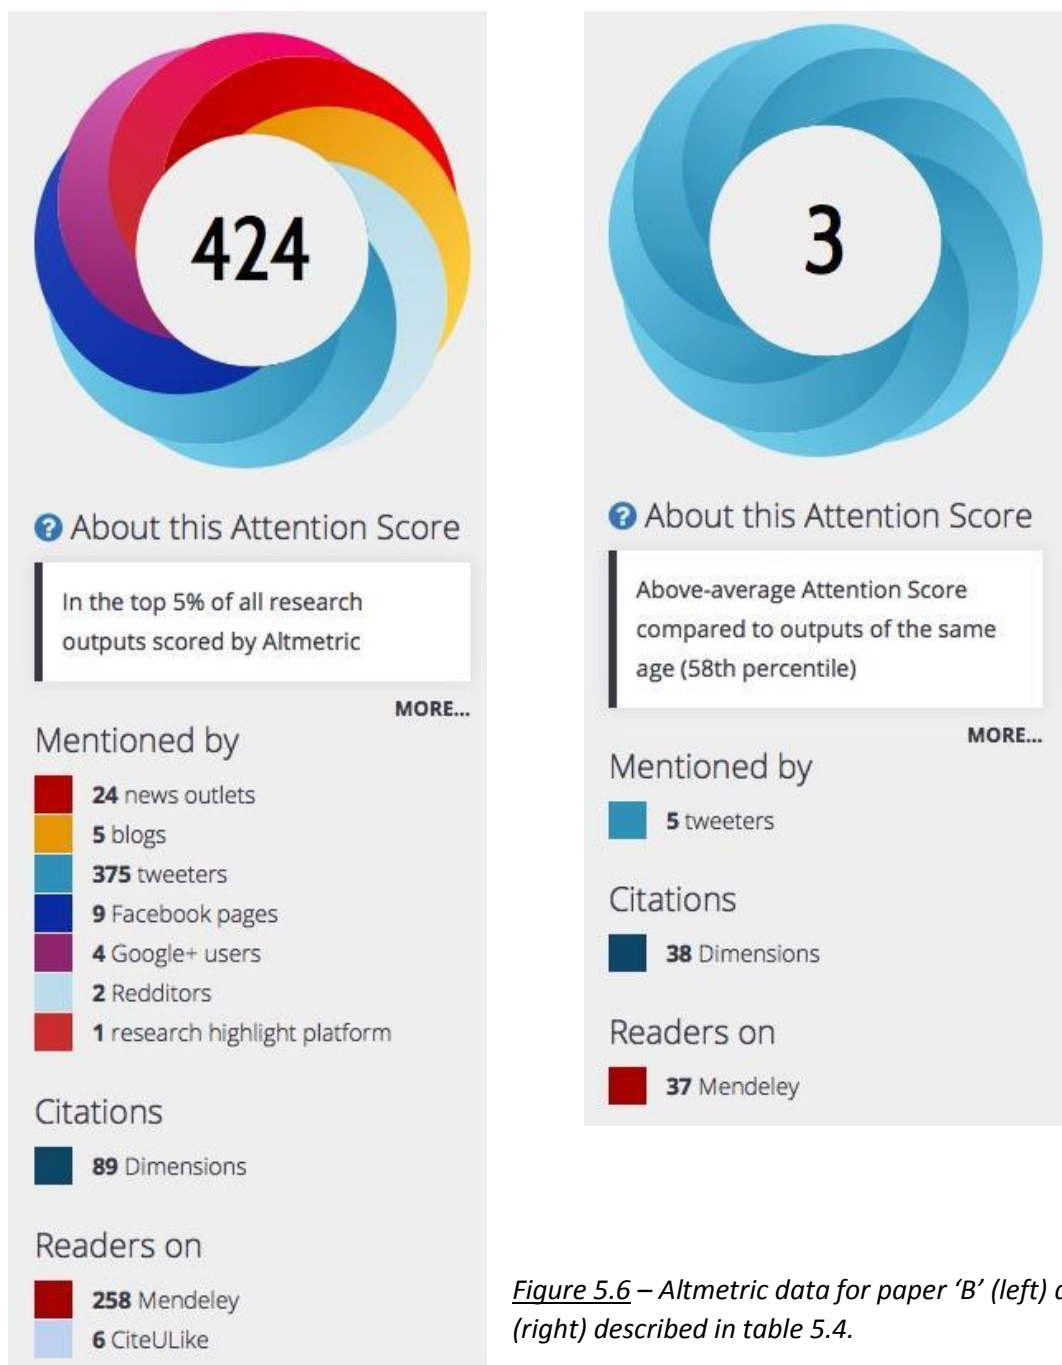 424
About this Attention Score
In the top 5% of all research
outputs scored by Altmetric
MORE...
Mentioned by
24 news outlets
5 blogs
375 tweeters
9 Facebook pages
4 Google+ users
2 Redditors
1 research highlight platform
Citations
89 Dimensions
Readers on
258 Mendeley
6 CiteULike
3
About this Attention Score
Above-average Attention Score
compared to outputs of the same
age (58th percentile)
MORE...
Mentioned by
5 tweeters
Citations
38 Dimensions
Readers on
37 Mendeley
Figure 5.6 – Altmetric data for paper ‘B’ (left)
(right) described in table 5.4.